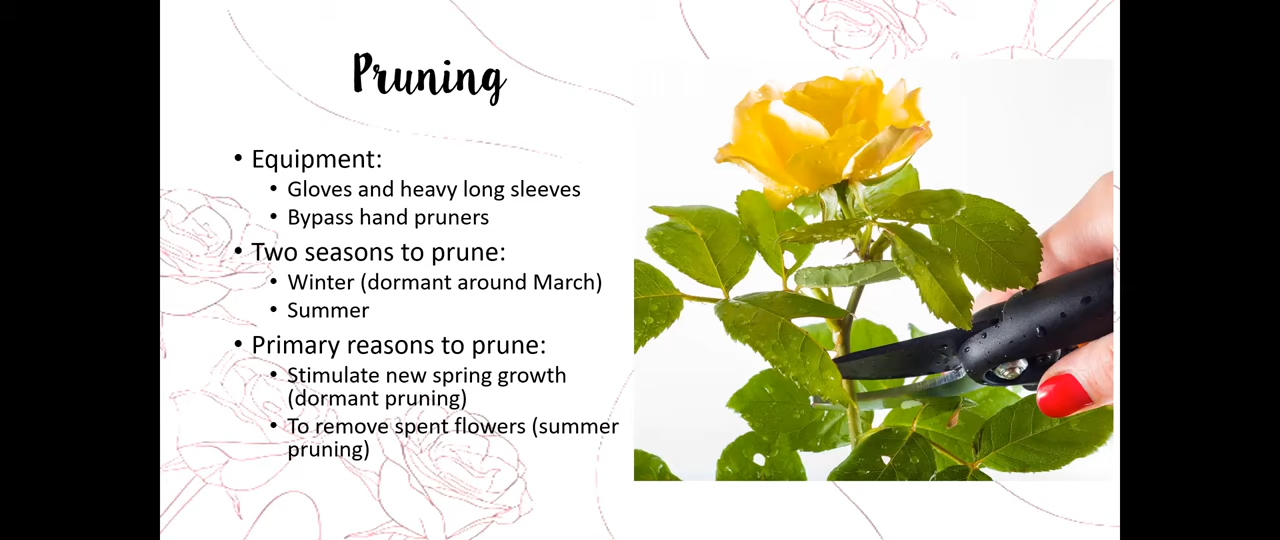 Pruning
• Equipment:
• Gloves and heavy long sleeves
• Bypass hand pruners
• Two seasons to prune:
• Winter (dormant around March)
• Summer
• Primary reasons to prune:
• Stimulate new spring growth
(dormant pruning)
• To remove spent flowers (summer
pruning)